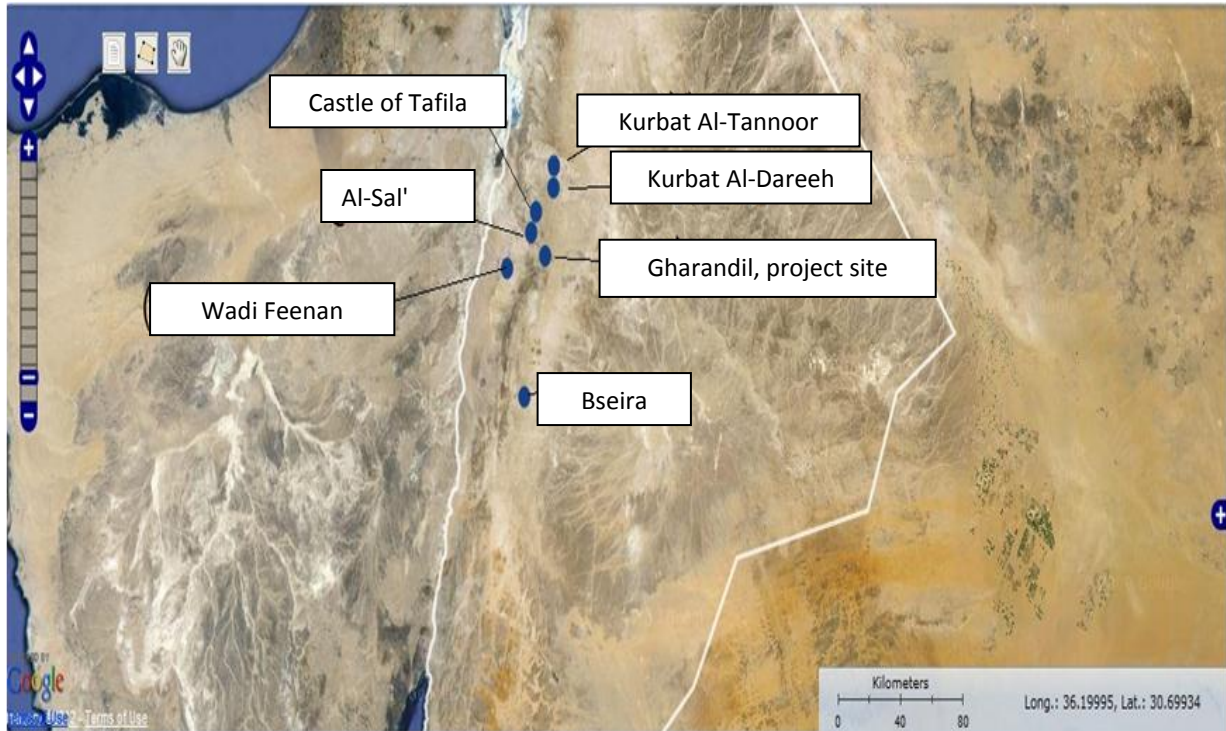 Castle of Tafila
Kurbat Al-Tannoor
Kurbat Al-Dareeh
Al-Sal'
Gharandil, project site
Wadi Feenan
Bseira
Google
Use
- Terms of Use
Kilometers
0 40 80
Long.: 36.19995, Lat.: 30.69934